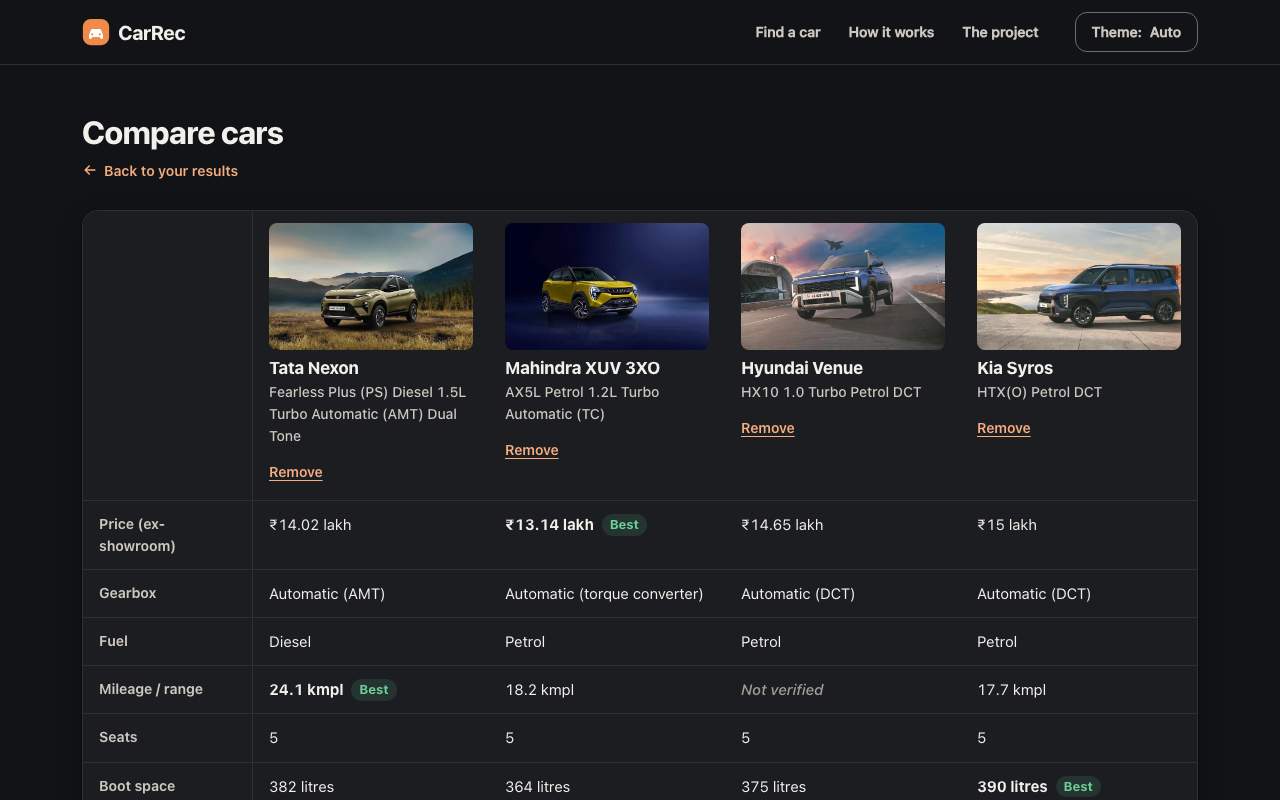 CarRec
Find a car
How it works
The project
Theme: Auto
Compare cars
← Back to your results
Tata Nexon
Fearless Plus (PS) Diesel 1.5L
Turbo Automatic (AMT) Dual
Tone
Remove
Mahindra XUV 3XO
AX5L Petrol 1.2L Turbo
Automatic (TC)
Remove
Hyundai Venue
HX10 1.0 Turbo Petrol DCT
Remove
Kia Syros
HTX(O) Petrol DCT
Remove
Price (ex-
showroom)
₹14.02 lakh
₹13.14 lakh Best
₹14.65 lakh
₹15 lakh
Gearbox
Automatic (AMT)
Automatic (torque converter)
Automatic (DCT)
Automatic (DCT)
Fuel
Diesel
Petrol
Petrol
Petrol
Mileage / range
24.1 kmpl Best
18.2 kmpl
Not verified
17.7 kmpl
Seats
5
5
5
5
Boot space
382 litres
364 litres
375 litres
390 litres Best